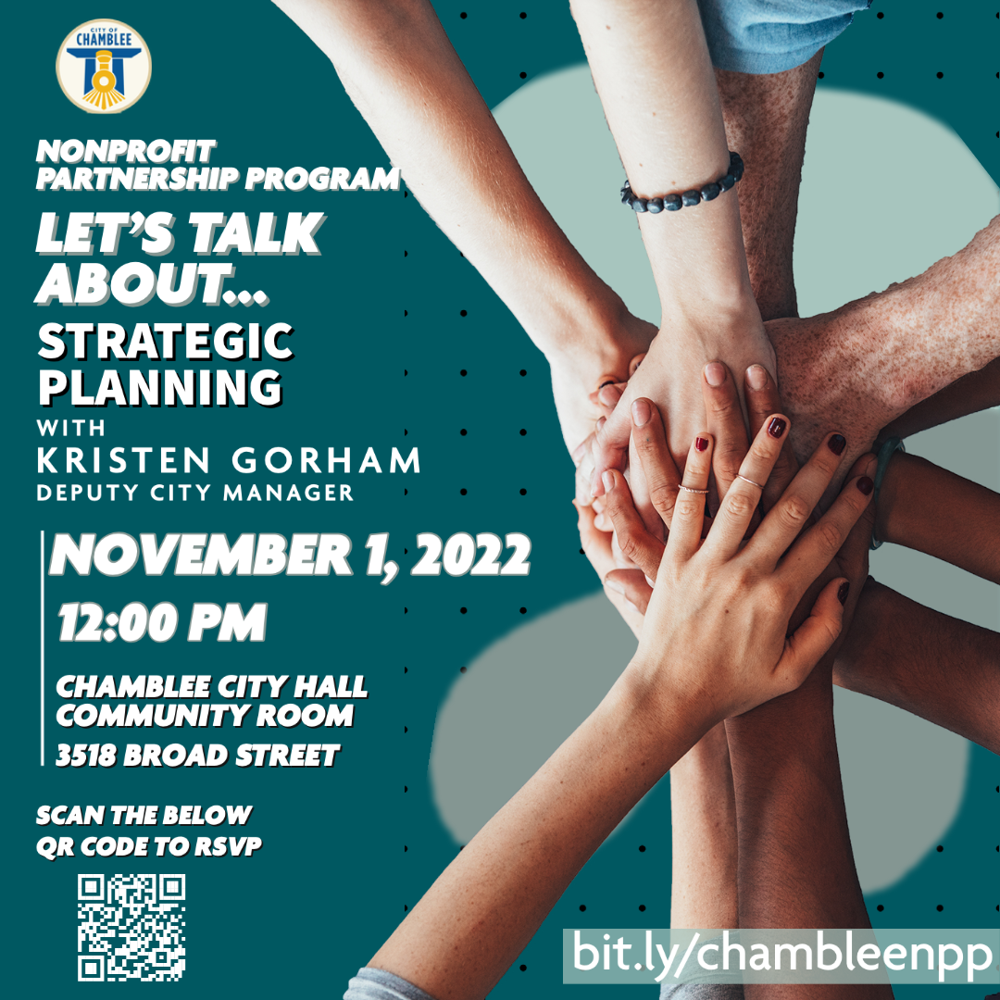 CITY OF
CHAMBLEE
NONPROFIT
PARTNERSHIP PROGRAM
LET'S TALK
ABOUT...
STRATEGIC
PLANNING
WITH
KRISTEN GORHAM
DEPUTY CITY MANAGER
NOVEMBER 1, 2022
12:00 PM
CHAMBLEE CITY HALL
COMMUNITY ROOM
3518 BROAD STREET
SCAN THE BELOW
QR CODE TO RSVP
bit.ly/chambleenpp